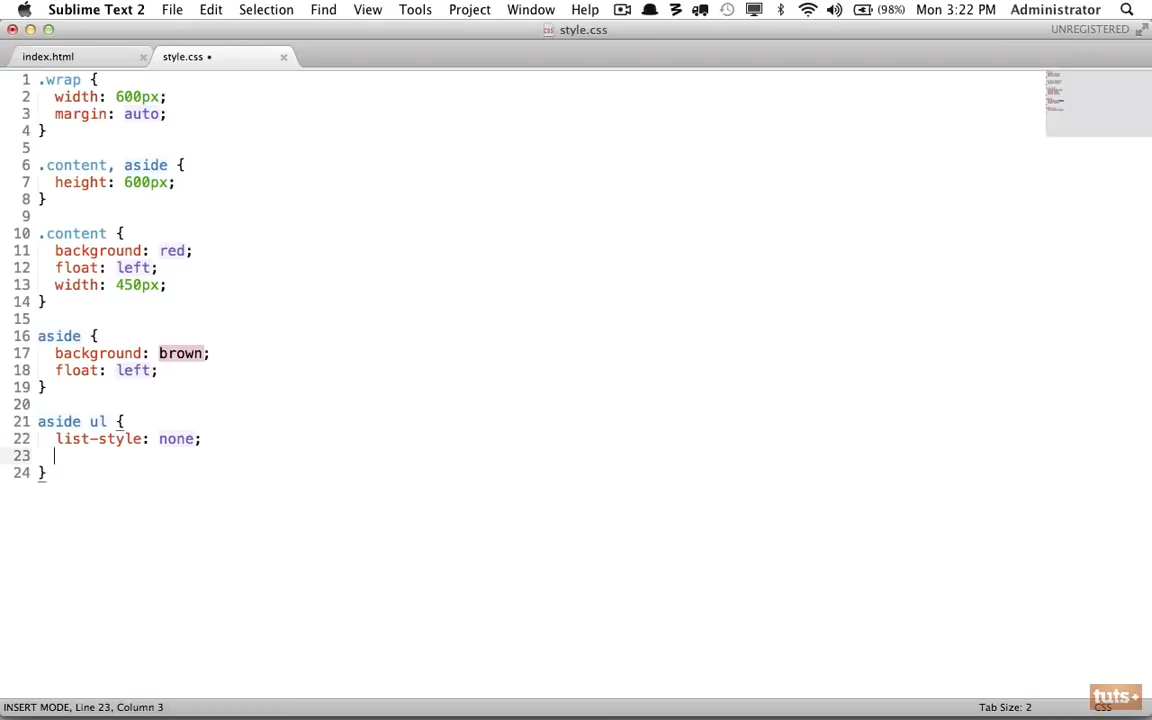 Sublime Text 2 File Edit Selection Find View Tools Project Window Help (98%) Mon 3:22 PM Administrator
style.css UNREGISTERED
index.html style.css
1 .wrap {
2 width: 600px;
3 margin: auto;
4 }
5
6 .content, aside {
7 height: 600px;
8 }
9
10 .content {
11 background: red;
12 float: left;
13 width: 450px;
14 }
15
16 aside {
17 background: brown;
18 float: left;
19 }
20
21 aside ul {
22 list-style: none;
23
24 }
INSERT MODE, Line 23, Column 3 Tab Size: 2 CSS
tuts+